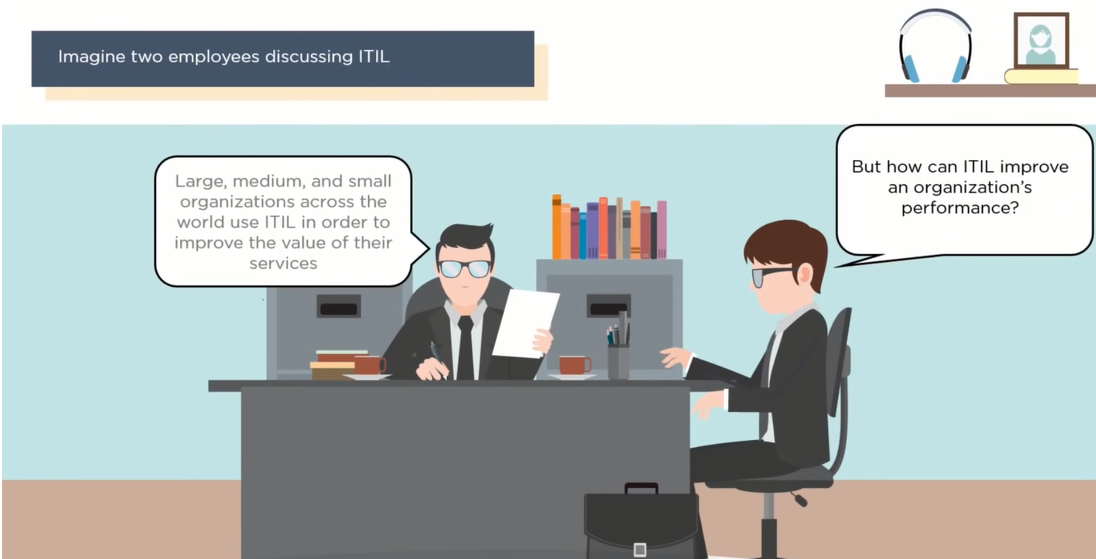 Imagine two employees discussing ITIL
Large, medium, and small
organizations across the
world use ITIL in order to
improve the value of their
services
But how can ITIL improve
an organization's
performance?